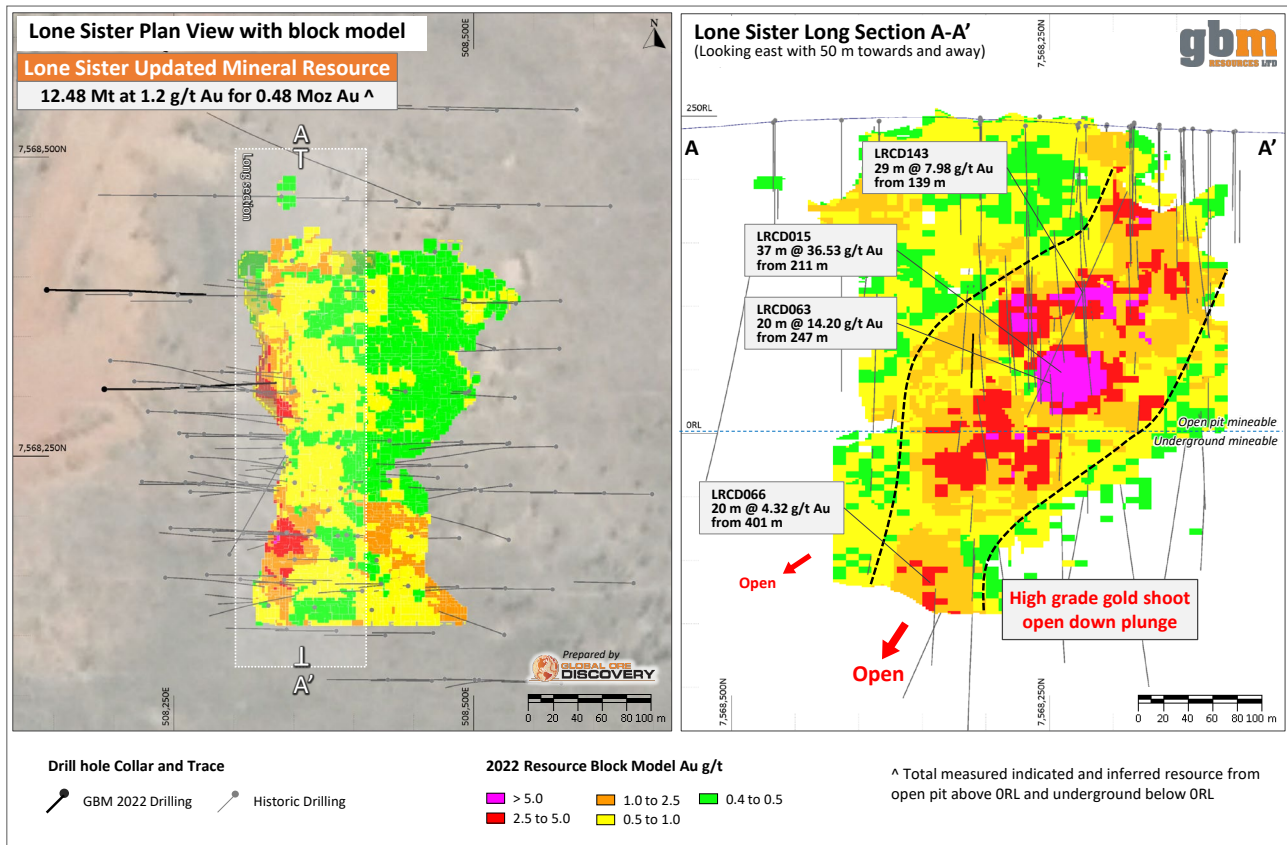 Lone Sister Plan View with block model
Lone Sister Updated Mineral Resource
12.48 Mt at 1.2 g/t Au for 0.48 Moz Au ^
508,500E
N
7,568,500N
A
Long section
7,568,250N
A'
508,250E
508,500E
Prepared by
GLOBAL ORE
DISCOVERY
0 20 40 60 80 100 m
Lone Sister Long Section A-A'
(Looking east with 50 m towards and away)
7,568,250N
gbm
RESOURCES LTD
250RL
A
A'
LRCD143
29 m @ 7.98 g/t Au
from 139 m
LRCD015
37 m @ 36.53 g/t Au
from 211 m
LRCD063
20 m @ 14.20 g/t Au
from 247 m
0RL
Open pit mineable
Underground mineable
LRCD066
20 m @ 4.32 g/t Au
from 401 m
Open
High grade gold shoot
open down plunge
Open
7,568,500N
7,568,250N
0 20 40 60 80 100 m
Drill hole Collar and Trace
GBM 2022 Drilling
Historic Drilling
2022 Resource Block Model Au g/t
> 5.0
1.0 to 2.5
0.4 to 0.5
2.5 to 5.0
0.5 to 1.0
^ Total measured indicated and inferred resource from
open pit above 0RL and underground below 0RL